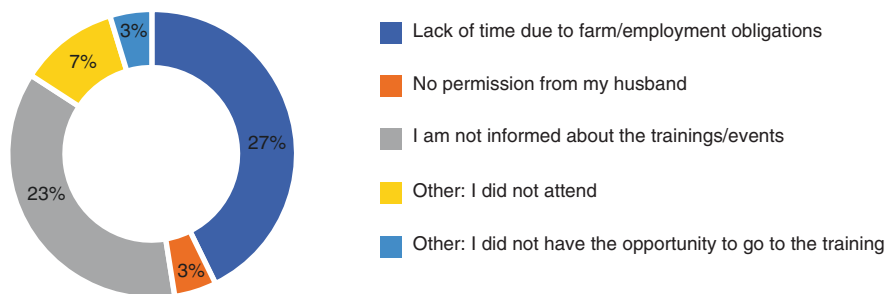 3%
7%
27%
23%
3%
Lack of time due to farm/employment obligations
No permission from my husband
I am not informed about the trainings/events
Other: I did not attend
Other: I did not have the opportunity to go to the training